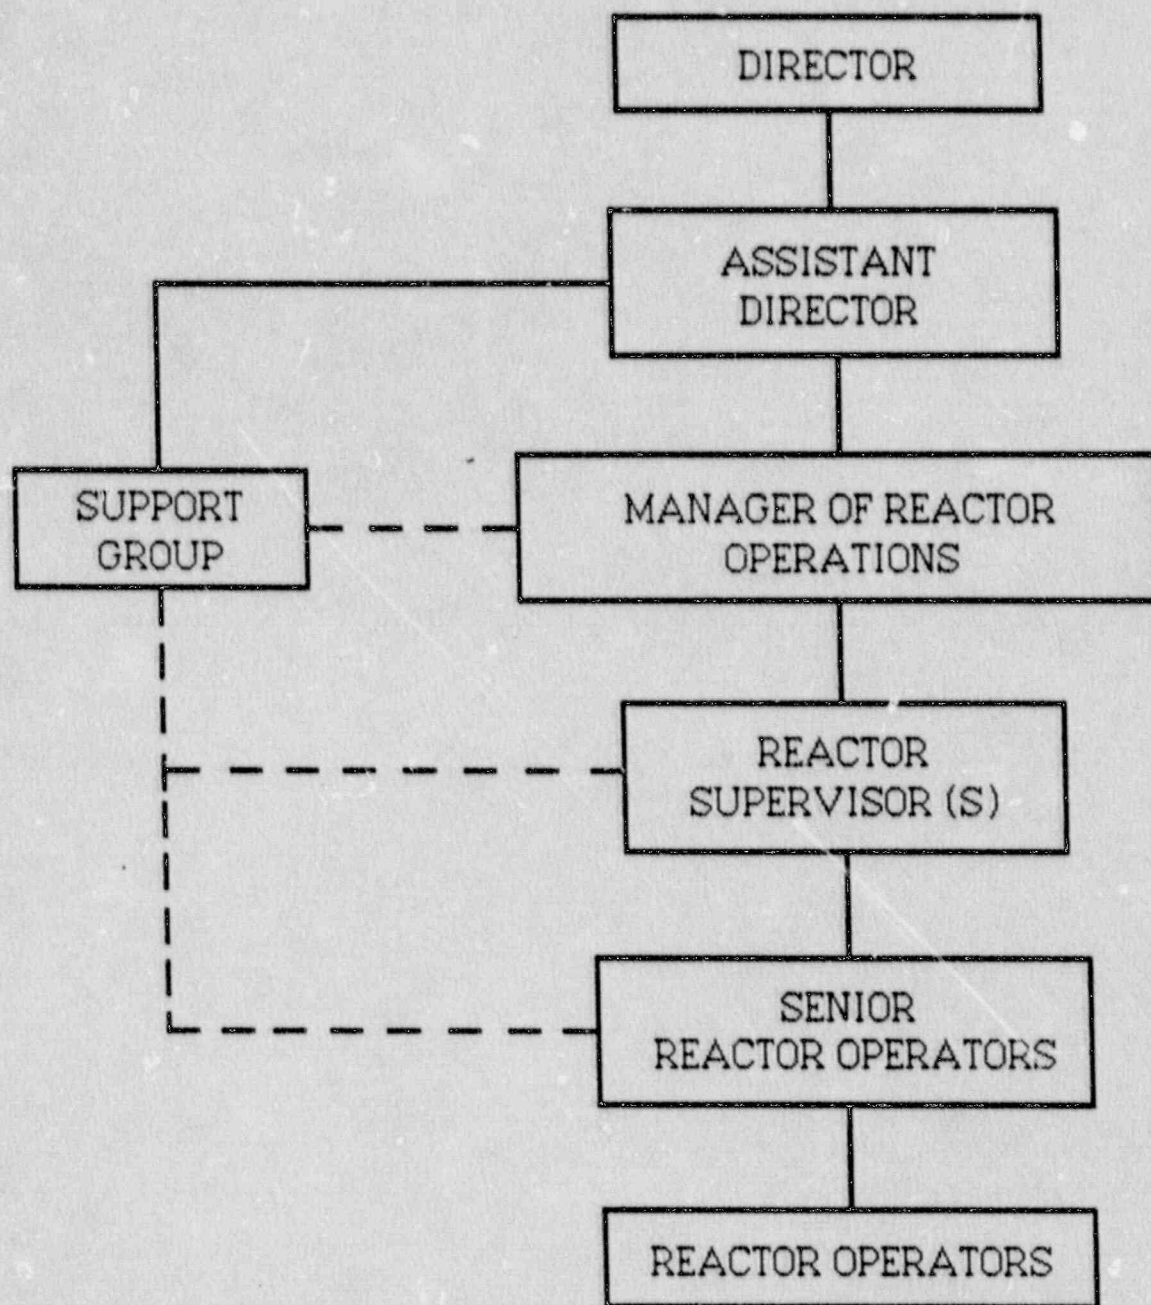 DIRECTOR
ASSISTANT
DIRECTOR
SUPPORT
GROUP
MANAGER OF REACTOR
OPERATIONS
REACTOR
SUPERVISOR (S)
SENIOR
REACTOR OPERATORS
REACTOR OPERATORS